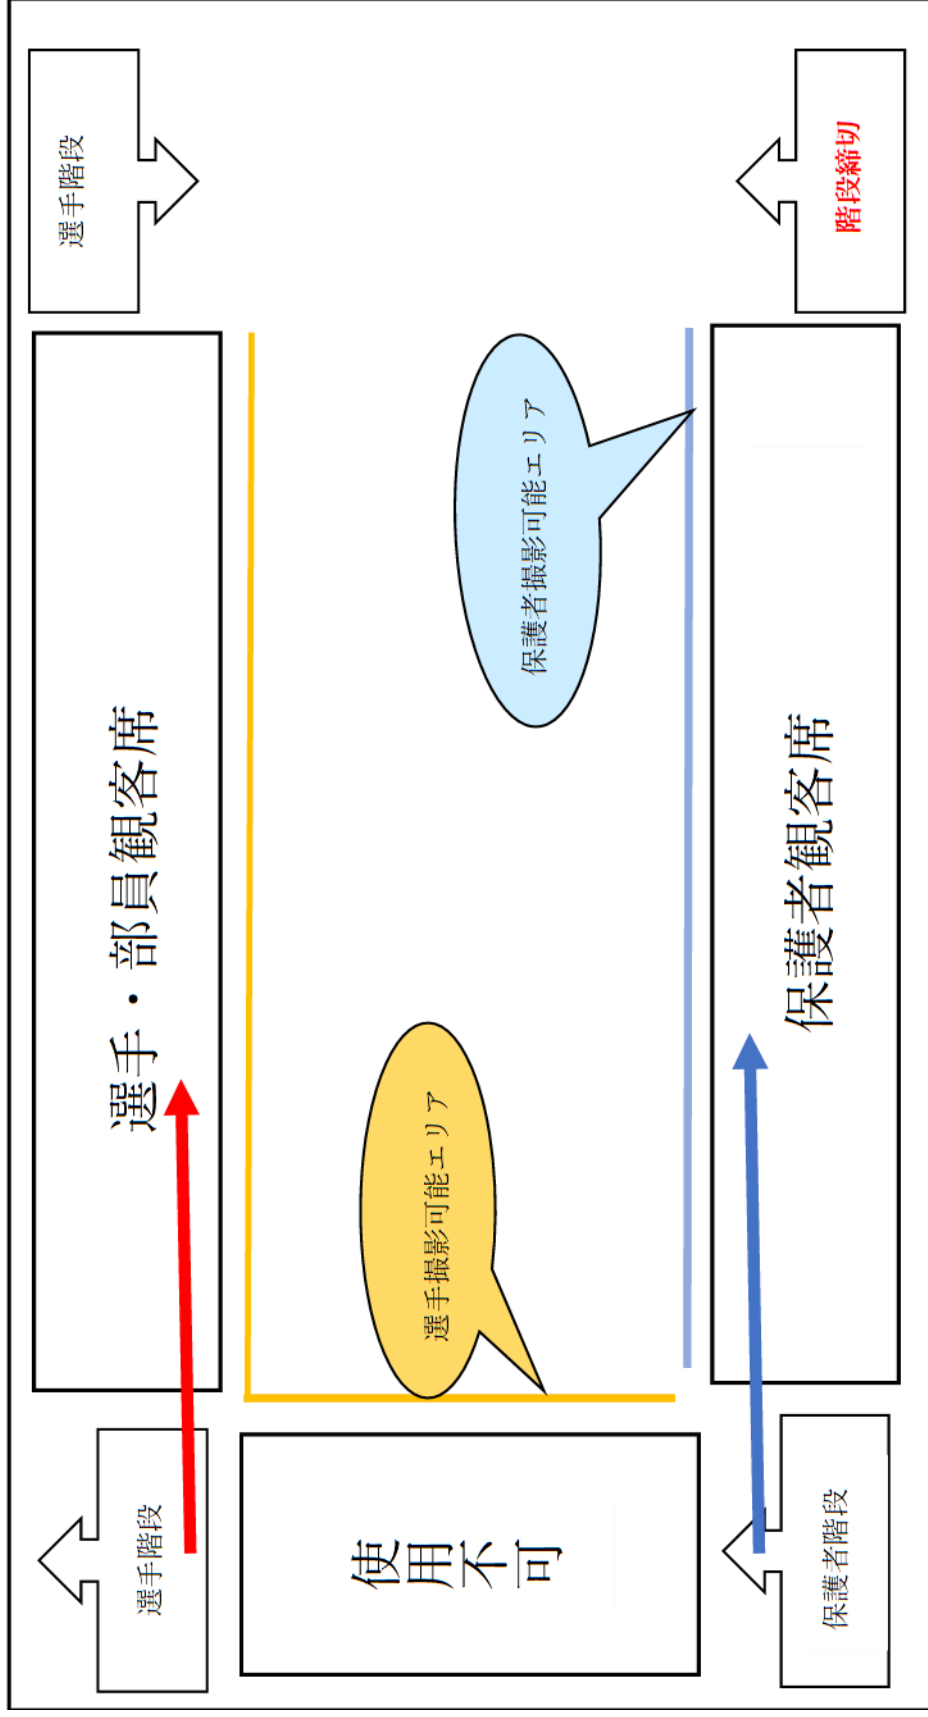 選手階段
選手・部員観客席
選手階段
使用不可
選手撮影可能エリア
保護者撮影可能エリア
保護者階段
保護者観客席
階段締切